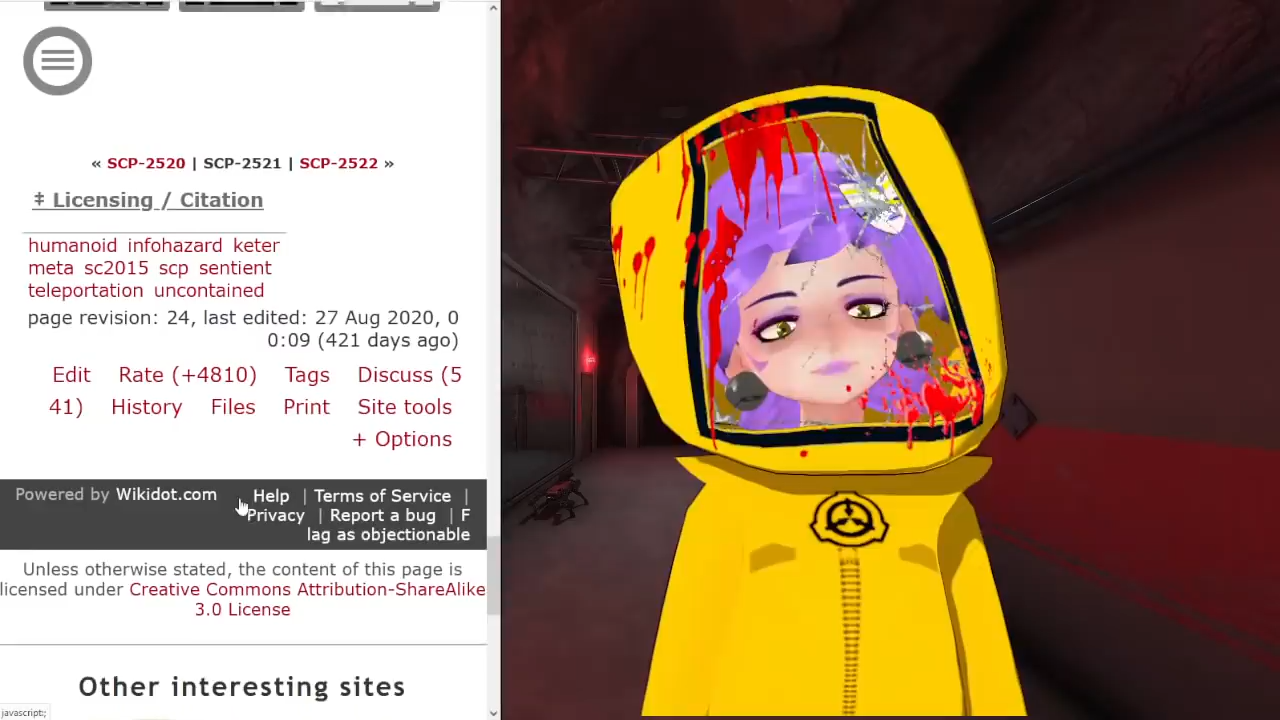 « SCP-2520 | SCP-2521 | SCP-2522 »
‡ Licensing / Citation
humanoid infohazard keter
meta sc2015 scp sentient
teleportation uncontained
page revision: 24, last edited: 27 Aug 2020, 0
0:09 (421 days ago)
Edit Rate (+4810) Tags Discuss (5
41) History Files Print Site tools
+ Options
Powered by Wikidot.com
Help | Terms of Service |
Privacy | Report a bug | F
lag as objectionable
Unless otherwise stated, the content of this page is
licensed under Creative Commons Attribution-ShareAlike
3.0 License
Other interesting sites
javascript:;